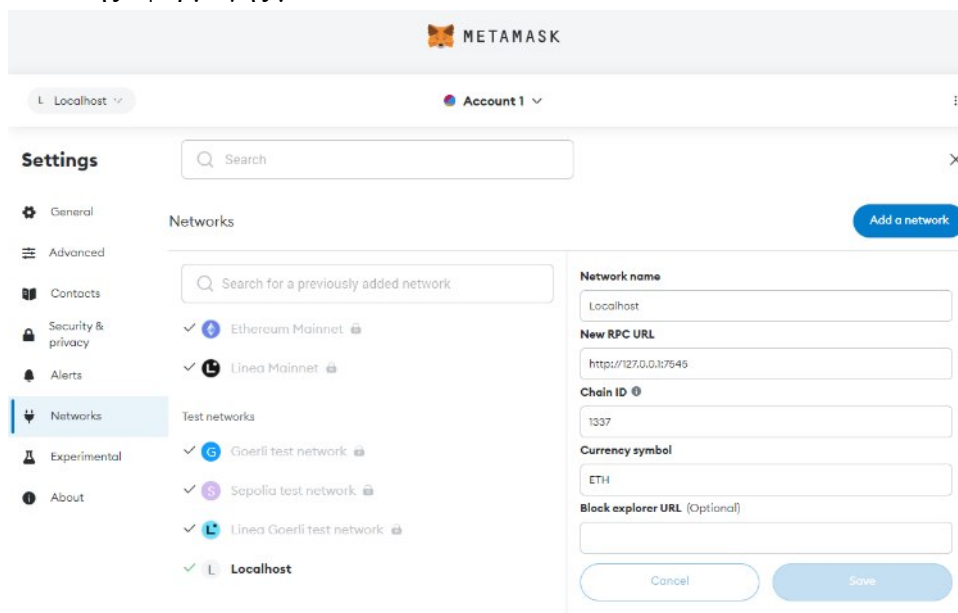 METAMASK
L Localhost
Account 1
Settings
Search
General
Advanced
Contacts
Security &
privacy
Alerts
Networks
Experimental
About
Networks
Add a network
Search for a previously added network
Ethereum Mainnet
Linea Mainnet
Test networks
G Goerli test network
S Sepolia test network
L Linea Goerli test network
L Localhost
Network name
Localhost
New RPC URL
http://127.0.0.1:7545
Chain ID
1337
Currency symbol
ETH
Block explorer URL (Optional)
Cancel
Save